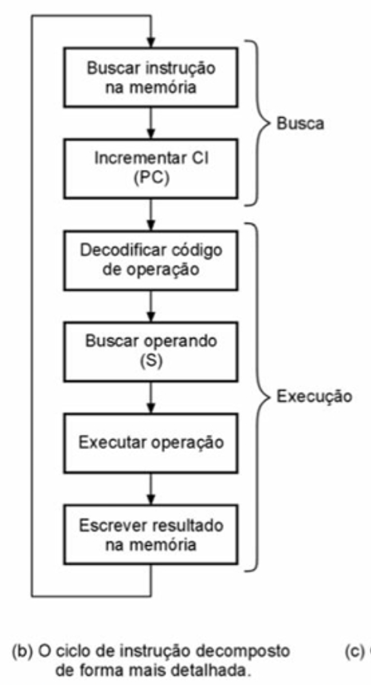 Buscar instrução
na memória
Busca
Incrementar CI
(PC)
Decodificar código
de operação
Buscar operando
(S)
Execução
Executar operação
Escrever resultado
na memória
(b) O ciclo de instrução decomposto
de forma mais detalhada.
(c)